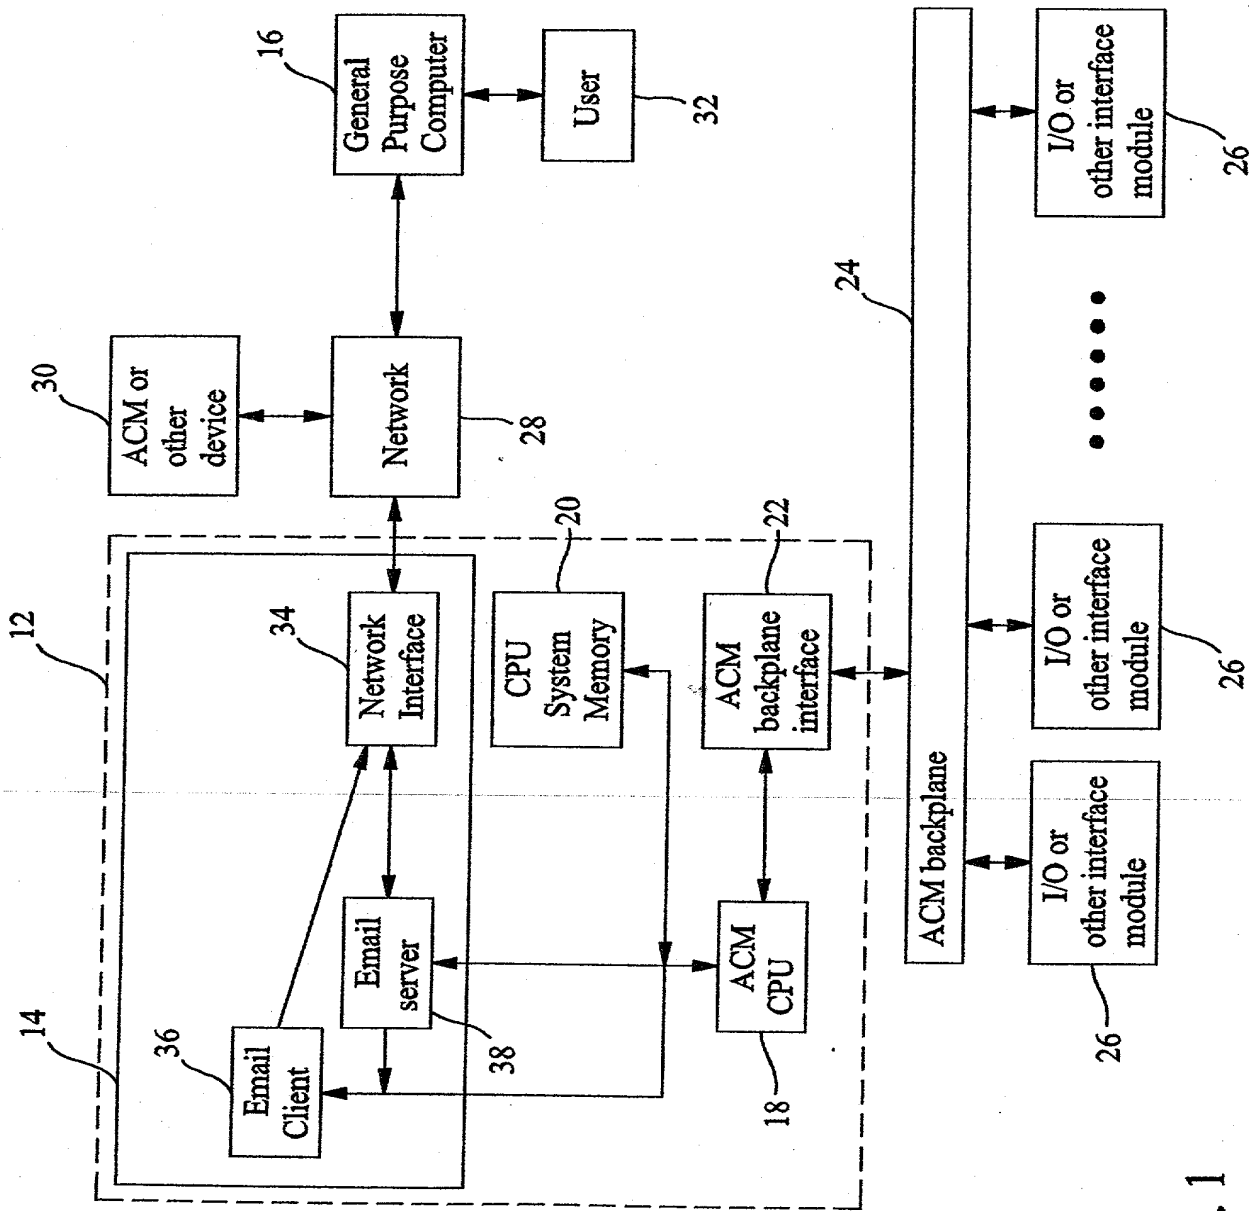 12
14
36
Email
Client
Email
server
38
34
Network
Interface
CPU
System
Memory
20
ACM
CPU
18
ACM
backplane
interface
22
30
ACM or
other
device
Network
28
16
General
Purpose
Computer
User
32
24
ACM backplane
I/O or
other interface
module
26
I/O or
other interface
module
26
I/O or
other interface
module
26
. 1